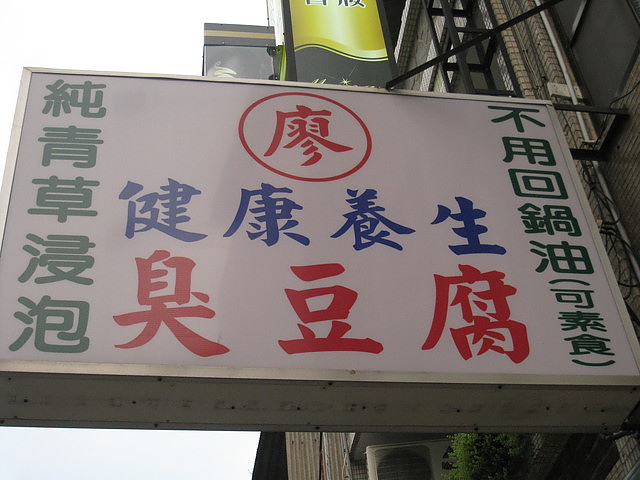 廖
健康養生
臭豆腐
純青草浸泡
不用回鍋油(可素食)